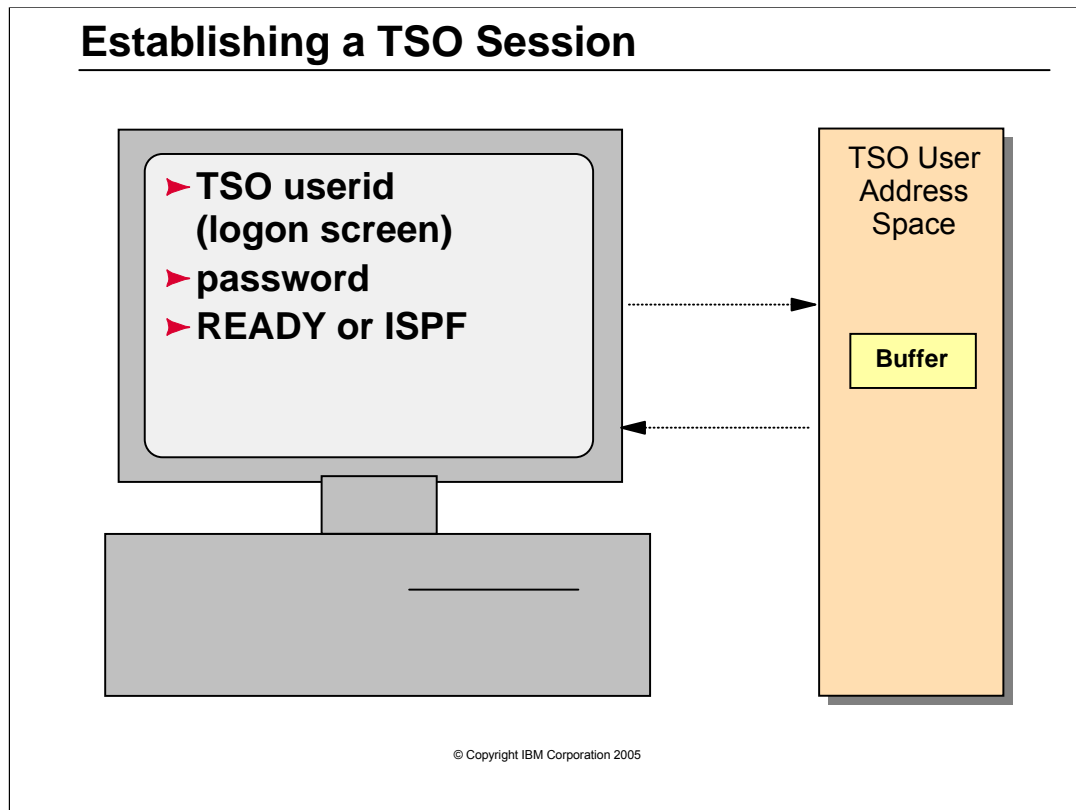 Establishing a TSO Session
➤ TSO userid
(logon screen)
➤ password
➤ READY or ISPF
TSO User
Address
Space
Buffer
© Copyright IBM Corporation 2005